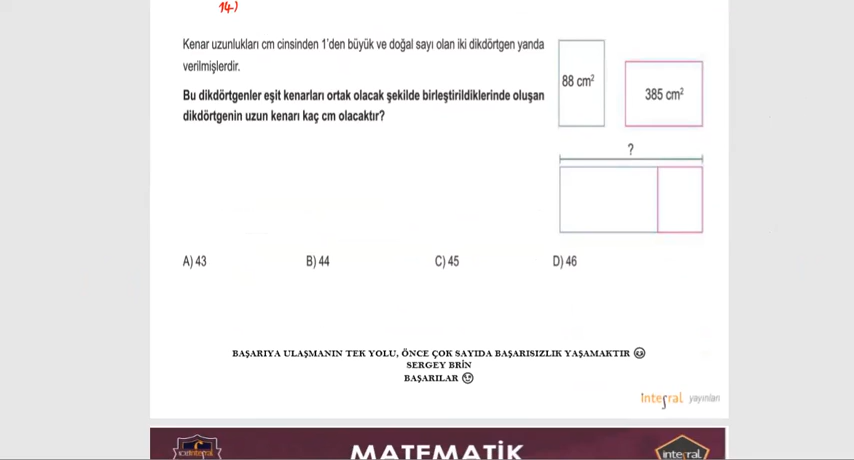 14)
Kenar uzunlukları cm cinsinden 1'den büyük ve doğal sayı olan iki dikdörtgen yanda
verilmişlerdir.
Bu dikdörtgenler eşit kenarları ortak olacak şekilde birleştirildiklerinde oluşan
dikdörtgenin uzun kenarı kaç cm olacaktır?
88 cm²
385 cm²
?
A) 43
B) 44
C) 45
D) 46
BAŞARIYA ULAŞMANIN TEK YOLU, ÖNCE ÇOK SAYIDA BAŞARISIZLIK YAŞAMAKTIR
SERGEY BRİN
BAŞARILAR
integral yayınları
MATEMATİK
integral